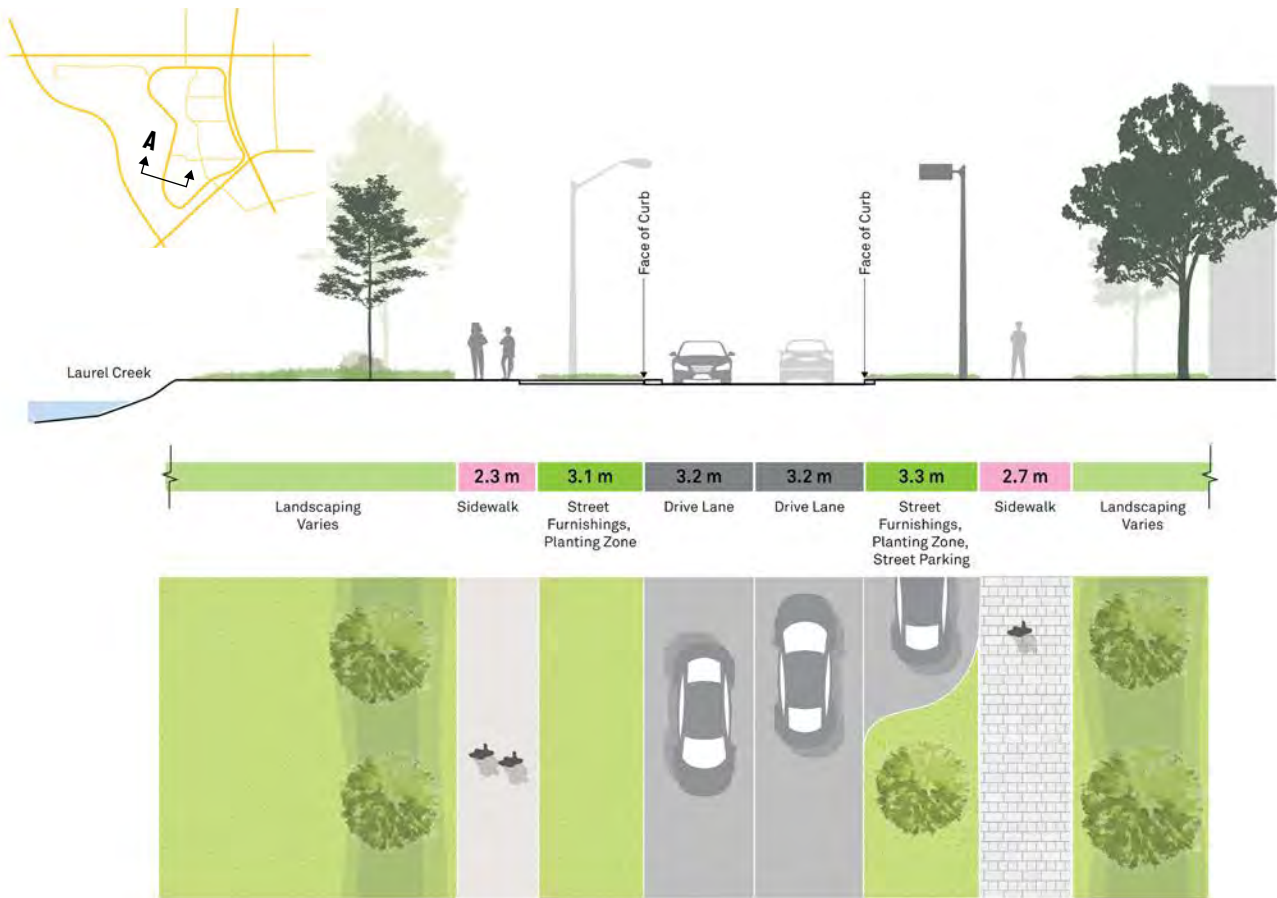 A
Face of Curb
Face of Curb
Laurel Creek
2.3 m
3.1 m
3.2 m
3.2 m
3.3 m
2.7 m
Landscaping
Varies
Sidewalk
Street
Furnishings,
Planting Zone
Drive Lane
Drive Lane
Street
Furnishings,
Planting Zone,
Street Parking
Sidewalk
Landscaping
Varies